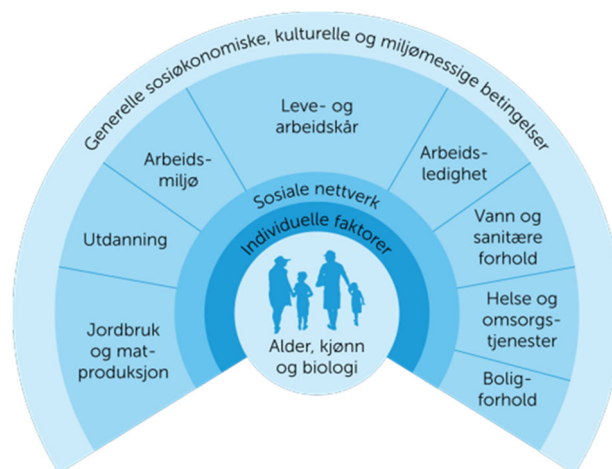 Generelle sosiøkonomiske, kulturelle og miljømessige betingelser
Leve- og
arbeidskår
Arbeids-
miljø
Arbeids-
ledighet
Utdanning
Vann og
sanitære
forhold
Jordbruk
og mat-
produksjon
Helse og
omsorgs-
tjenester
Bolig-
forhold
Sosiale nettverk
Individuelle faktorer
Alder, kjønn
og biologi